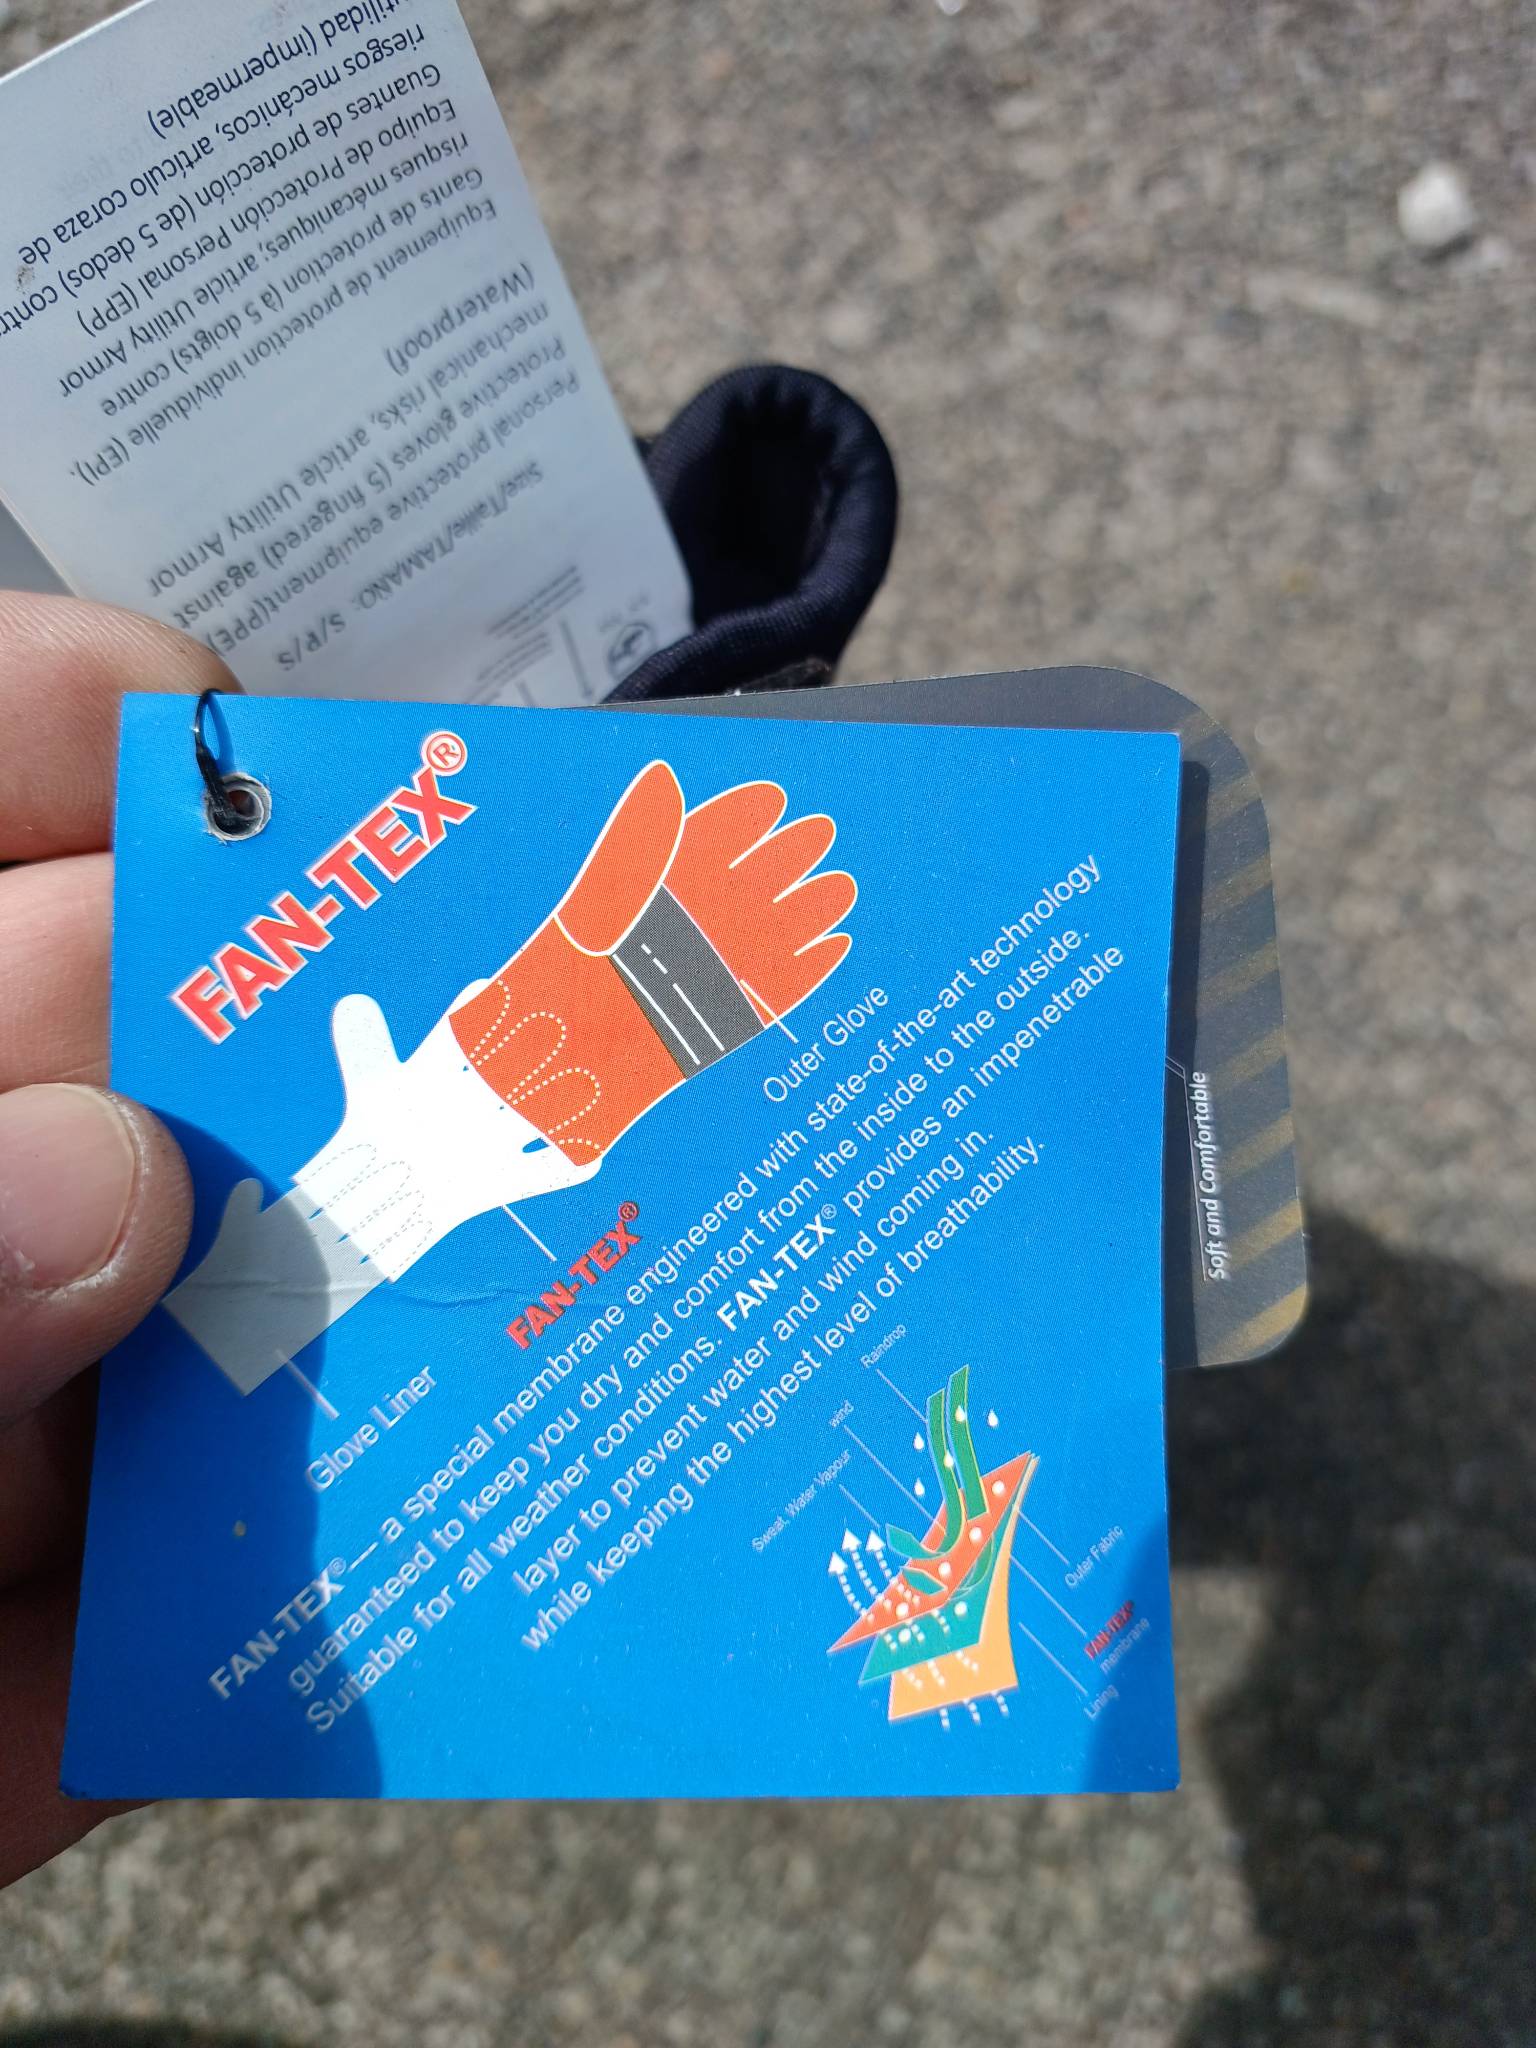 FAN-TEX®
Outer Glove
FAN-TEX®
Glove Liner
FAN-TEX® — a special membrane engineered with state-of-the-art technology
guaranteed to keep you dry and comfort from the inside to the outside.
Suitable for all weather conditions. FAN-TEX® provides an impenetrable
layer to prevent water and wind coming in.
while keeping the highest level of breathability.
Raindrop
wind
Sweat, Water Vapour
Outer Fabric
FAN-TEX®
membrane
Lining
Soft and Comfortable
Size/Taille/TAMANO: S/P/S
Personal protective equipment(PPE)
Protective gloves (5 fingered) against
mechanical risks, article Utility Armor
(Waterproof)
Equipement de protection individuelle (EPI),
Gants de protection (à 5 doigts) contre
risques mécaniques; article Utility Armor
Equipo de Protección Personal (EPP)
Guantes de protección (de 5 dedos) contr
riesgos mecánicos, artículo coraza de
utilidad (impermeable)